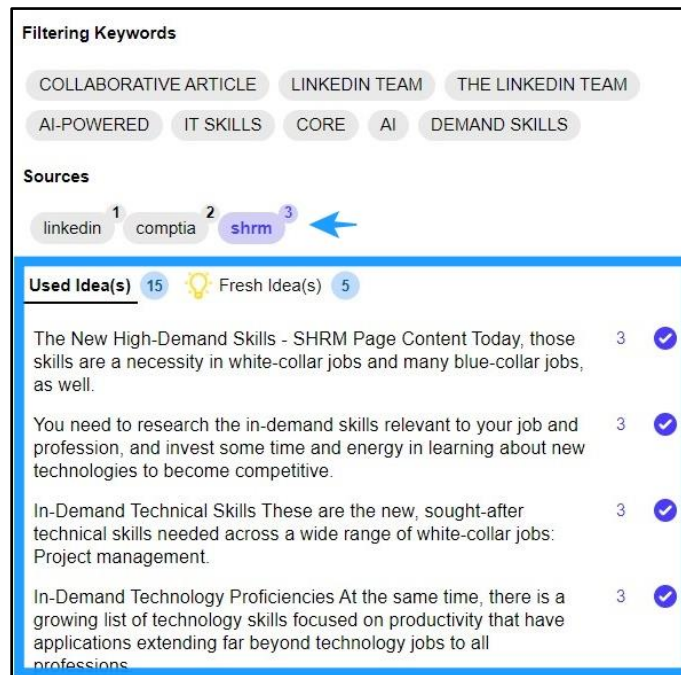 Filtering Keywords
COLLABORATIVE ARTICLE LINKEDIN TEAM THE LINKEDIN TEAM
AI-POWERED IT SKILLS CORE AI DEMAND SKILLS
Sources
linkedin 1 comptia 2 shrm 3
Used Idea(s) 15 Fresh Idea(s) 5
The New High-Demand Skills - SHRM Page Content Today, those 3
skills are a necessity in white-collar jobs and many blue-collar jobs,
as well.
You need to research the in-demand skills relevant to your job and 3
profession, and invest some time and energy in learning about new
technologies to become competitive.
In-Demand Technical Skills These are the new, sought-after 3
technical skills needed across a wide range of white-collar jobs:
Project management.
In-Demand Technology Proficiencies At the same time, there is a 3
growing list of technology skills focused on productivity that have
applications extending far beyond technology jobs to all
professions